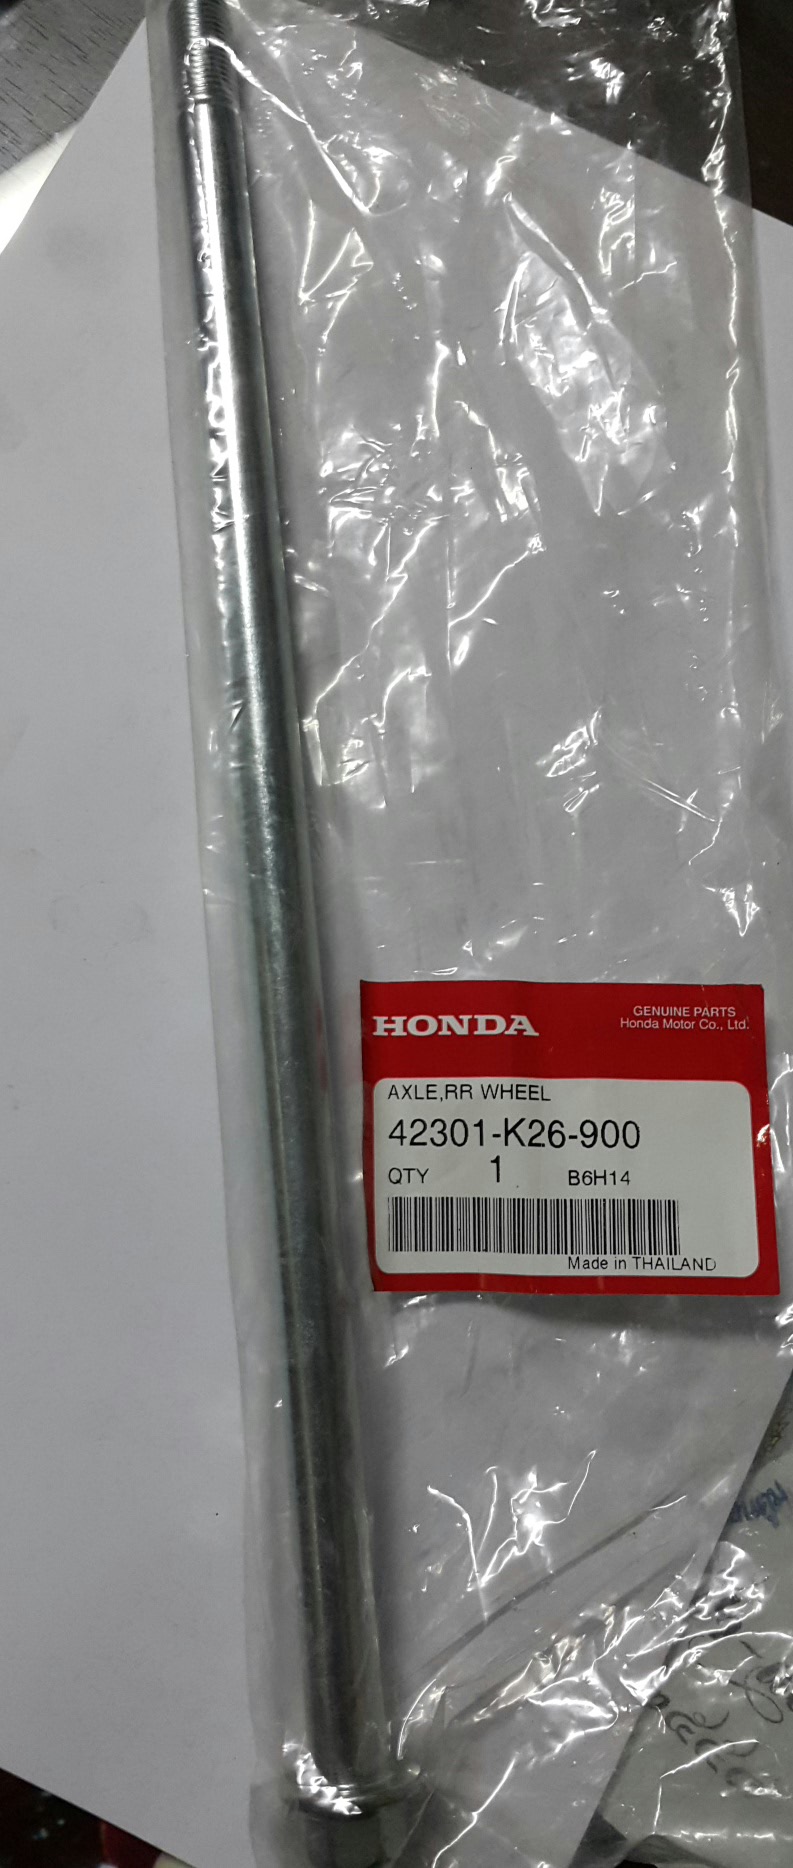 HONDA
GENUINE PARTS
Honda Motor Co., Ltd.
AXLE,RR WHEEL
42301-K26-900
QTY 1 B6H14
Made in THAILAND